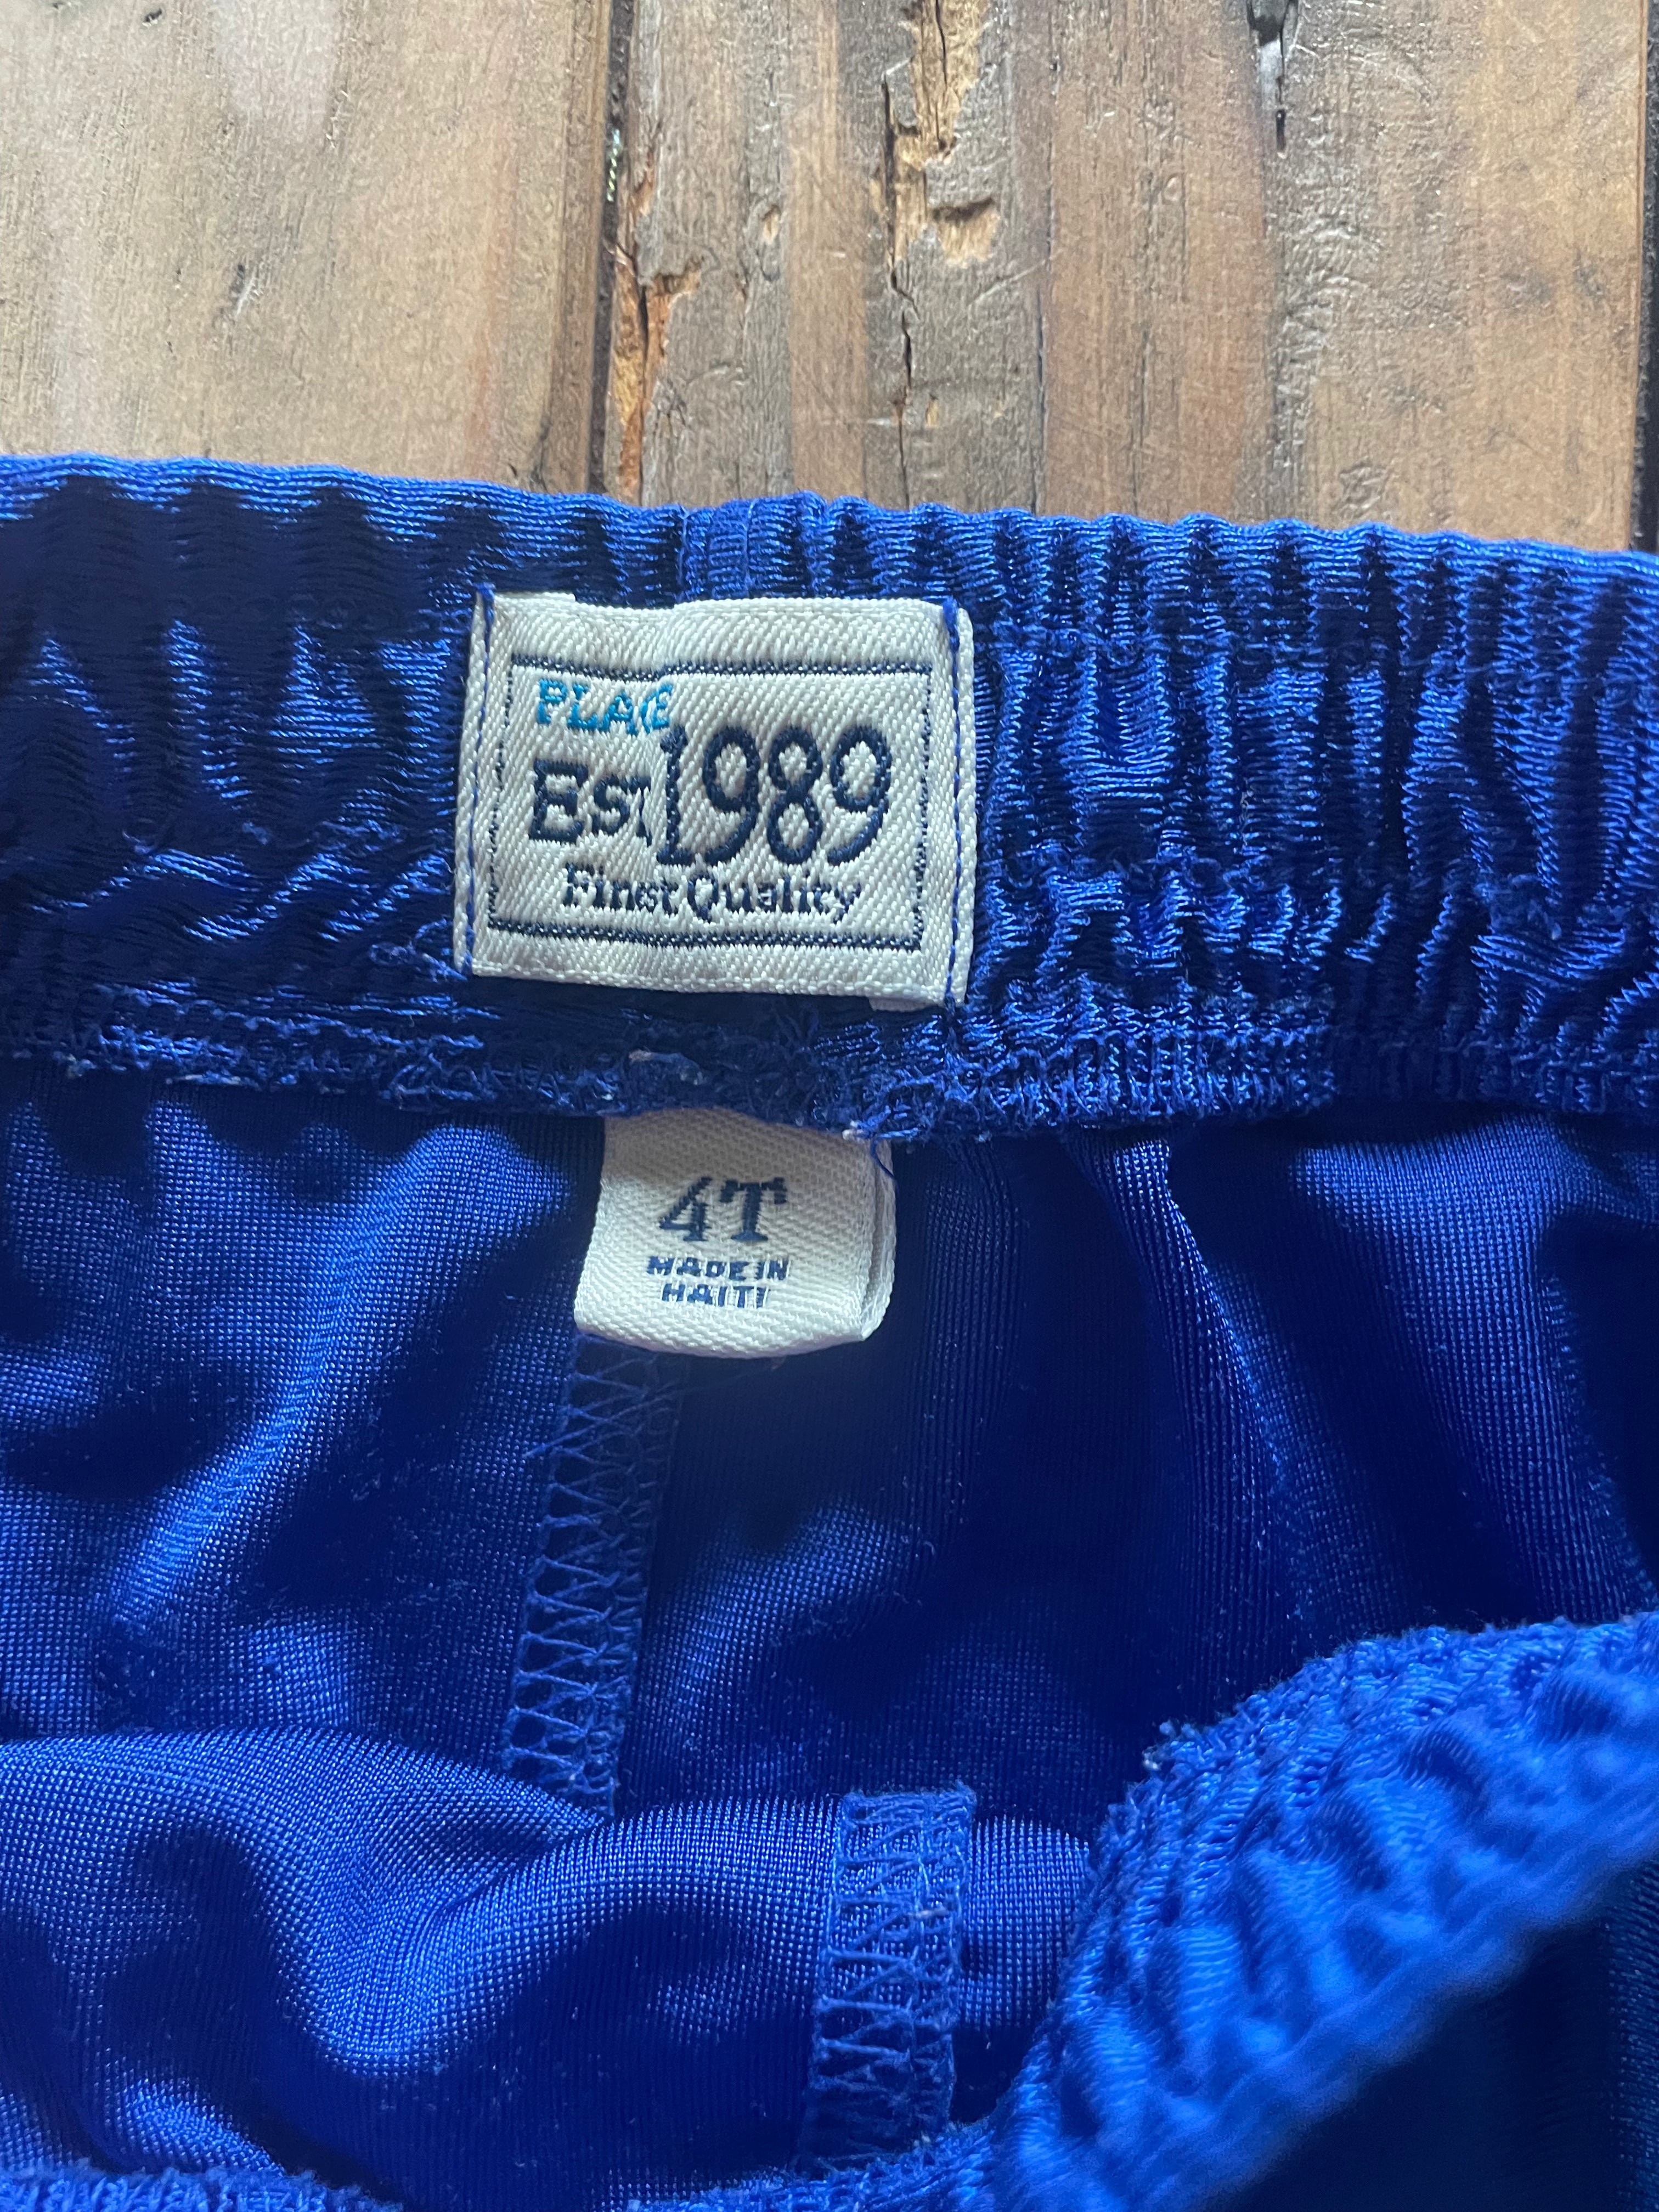 PLACE
EST.1989
Finest Quality
4T
MADE IN
HAITI